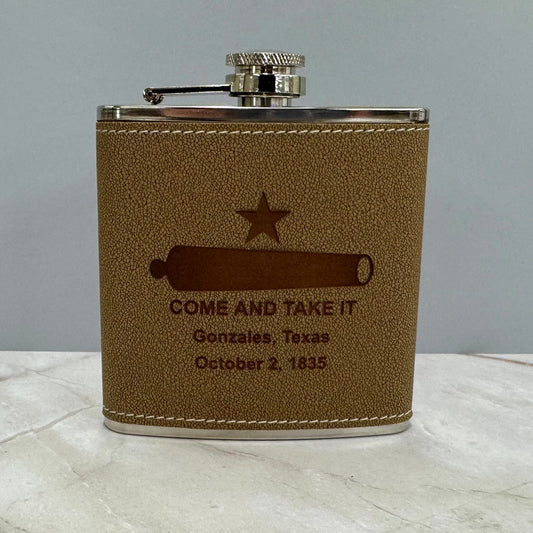 COME AND TAKE IT
Gonzales, Texas
October 2, 1835